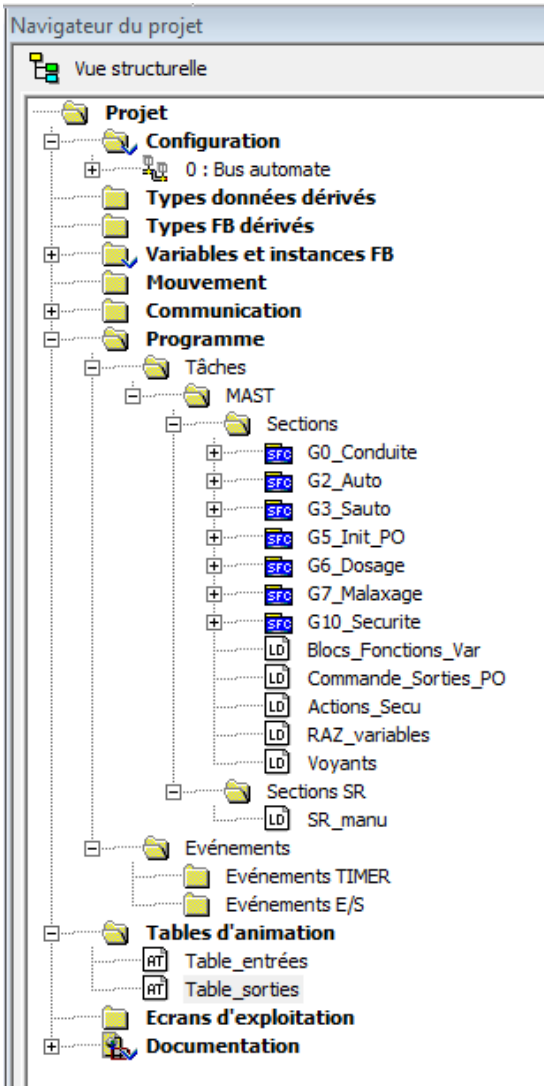 Navigateur du projet
Vue structurelle
Projet
Configuration
0 : Bus automate
Types données dérivés
Types FB dérivés
Variables et instances FB
Mouvement
Communication
Programme
Tâches
MAST
Sections
SFC G0_Conduite
SFC G2_Auto
SFC G3_Sauto
SFC G5_Init_PO
SFC G6_Dosage
SFC G7_Malaxage
SFC G10_Securite
LD Blocs_Fonctions_Var
LD Commande_Sorties_PO
LD Actions_Secu
LD RAZ_variables
LD Voyants
Sections SR
LD SR_manu
Evénements
Evénements TIMER
Evénements E/S
Tables d'animation
AT Table_entrées
AT Table_sorties
Ecrans d'exploitation
Documentation